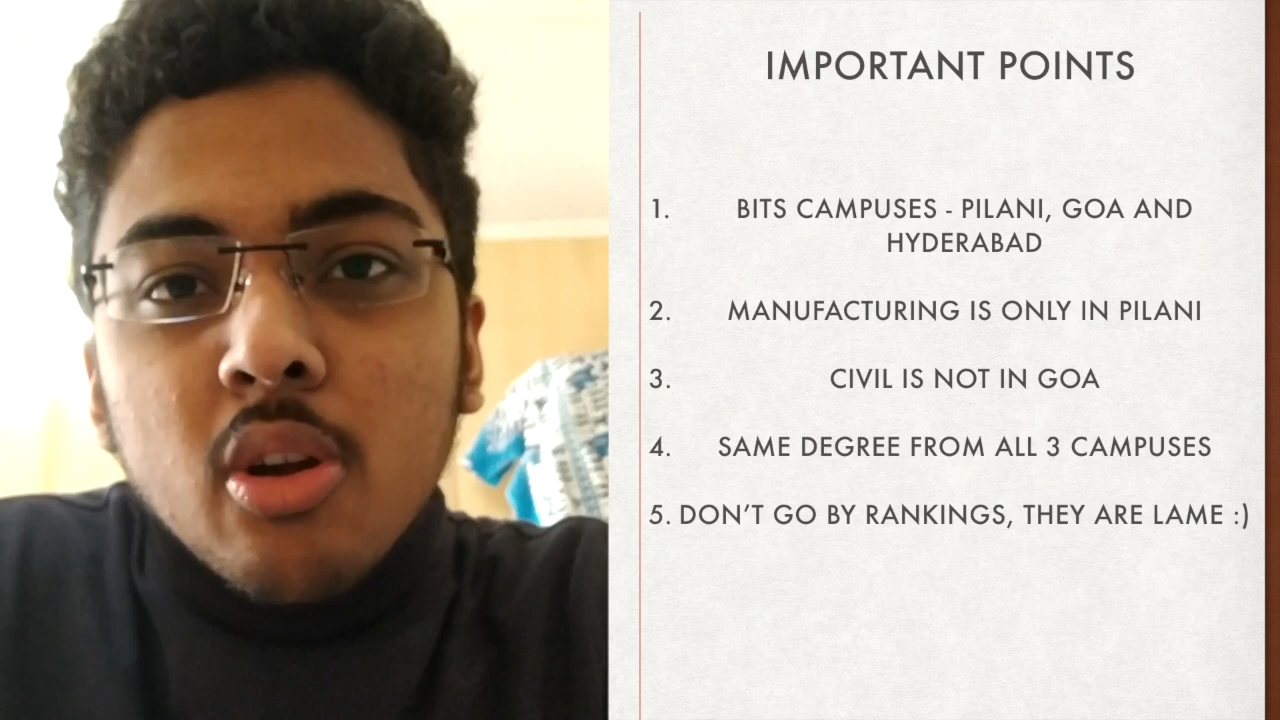 IMPORTANT POINTS
1. BITS CAMPUSES - PILANI, GOA AND
HYDERABAD
2. MANUFACTURING IS ONLY IN PILANI
3. CIVIL IS NOT IN GOA
4. SAME DEGREE FROM ALL 3 CAMPUSES
5. DON’T GO BY RANKINGS, THEY ARE LAME :)